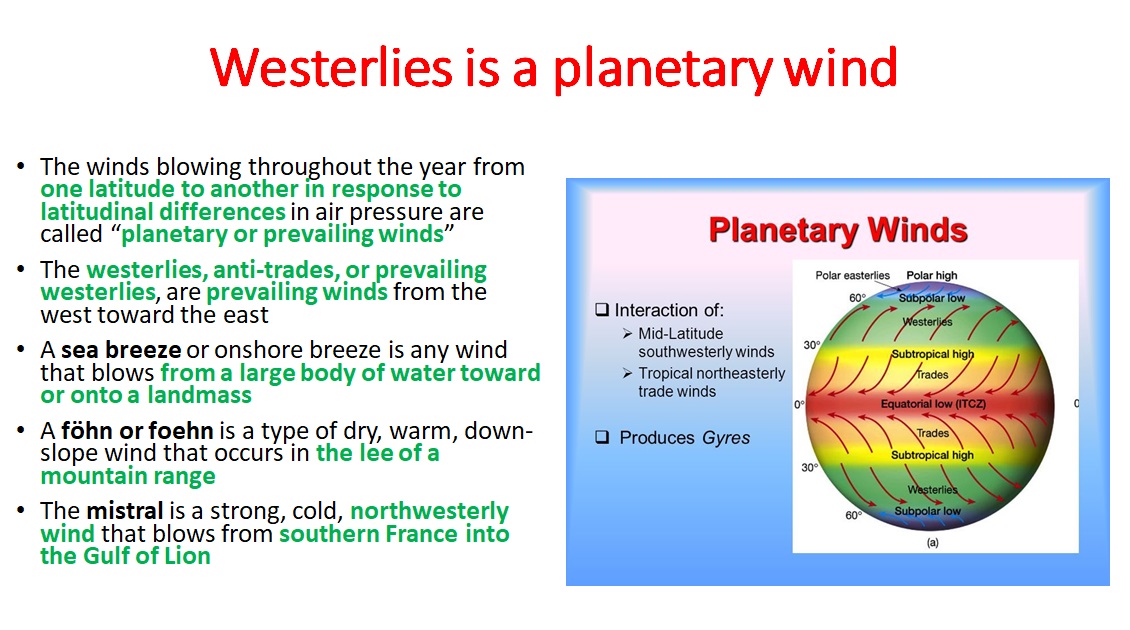 Westerlies is a planetary wind
• The winds blowing throughout the year from
one latitude to another in response to
latitudinal differences in air pressure are
called “planetary or prevailing winds”
• The westerlies, anti-trades, or prevailing
westerlies, are prevailing winds from the
west toward the east
• A sea breeze or onshore breeze is any wind
that blows from a large body of water toward
or onto a landmass
• A föhn or foehn is a type of dry, warm, down-
slope wind that occurs in the lee of a
mountain range
• The mistral is a strong, cold, northwesterly
wind that blows from southern France into
the Gulf of Lion
Planetary Winds
❑ Interaction of:
➢ Mid-Latitude
southwesterly winds
➢ Tropical northeasterly
trade winds
❑ Produces Gyres
Polar easterlies
Polar high
60°
Subpolar low
Westerlies
30°
Subtropical high
Trades
0°
Equatorial low (ITCZ)
0
Trades
Subtropical high
30°
Westerlies
Subpolar low
60°
(a)